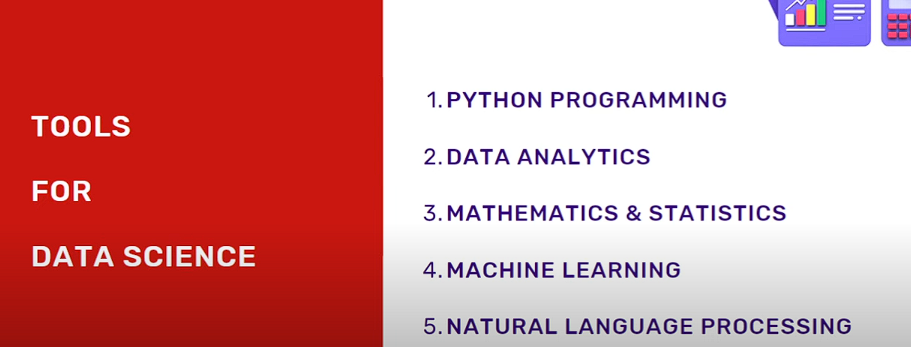 TOOLS
FOR
DATA SCIENCE
1. PYTHON PROGRAMMING
2. DATA ANALYTICS
3. MATHEMATICS & STATISTICS
4. MACHINE LEARNING
5. NATURAL LANGUAGE PROCESSING